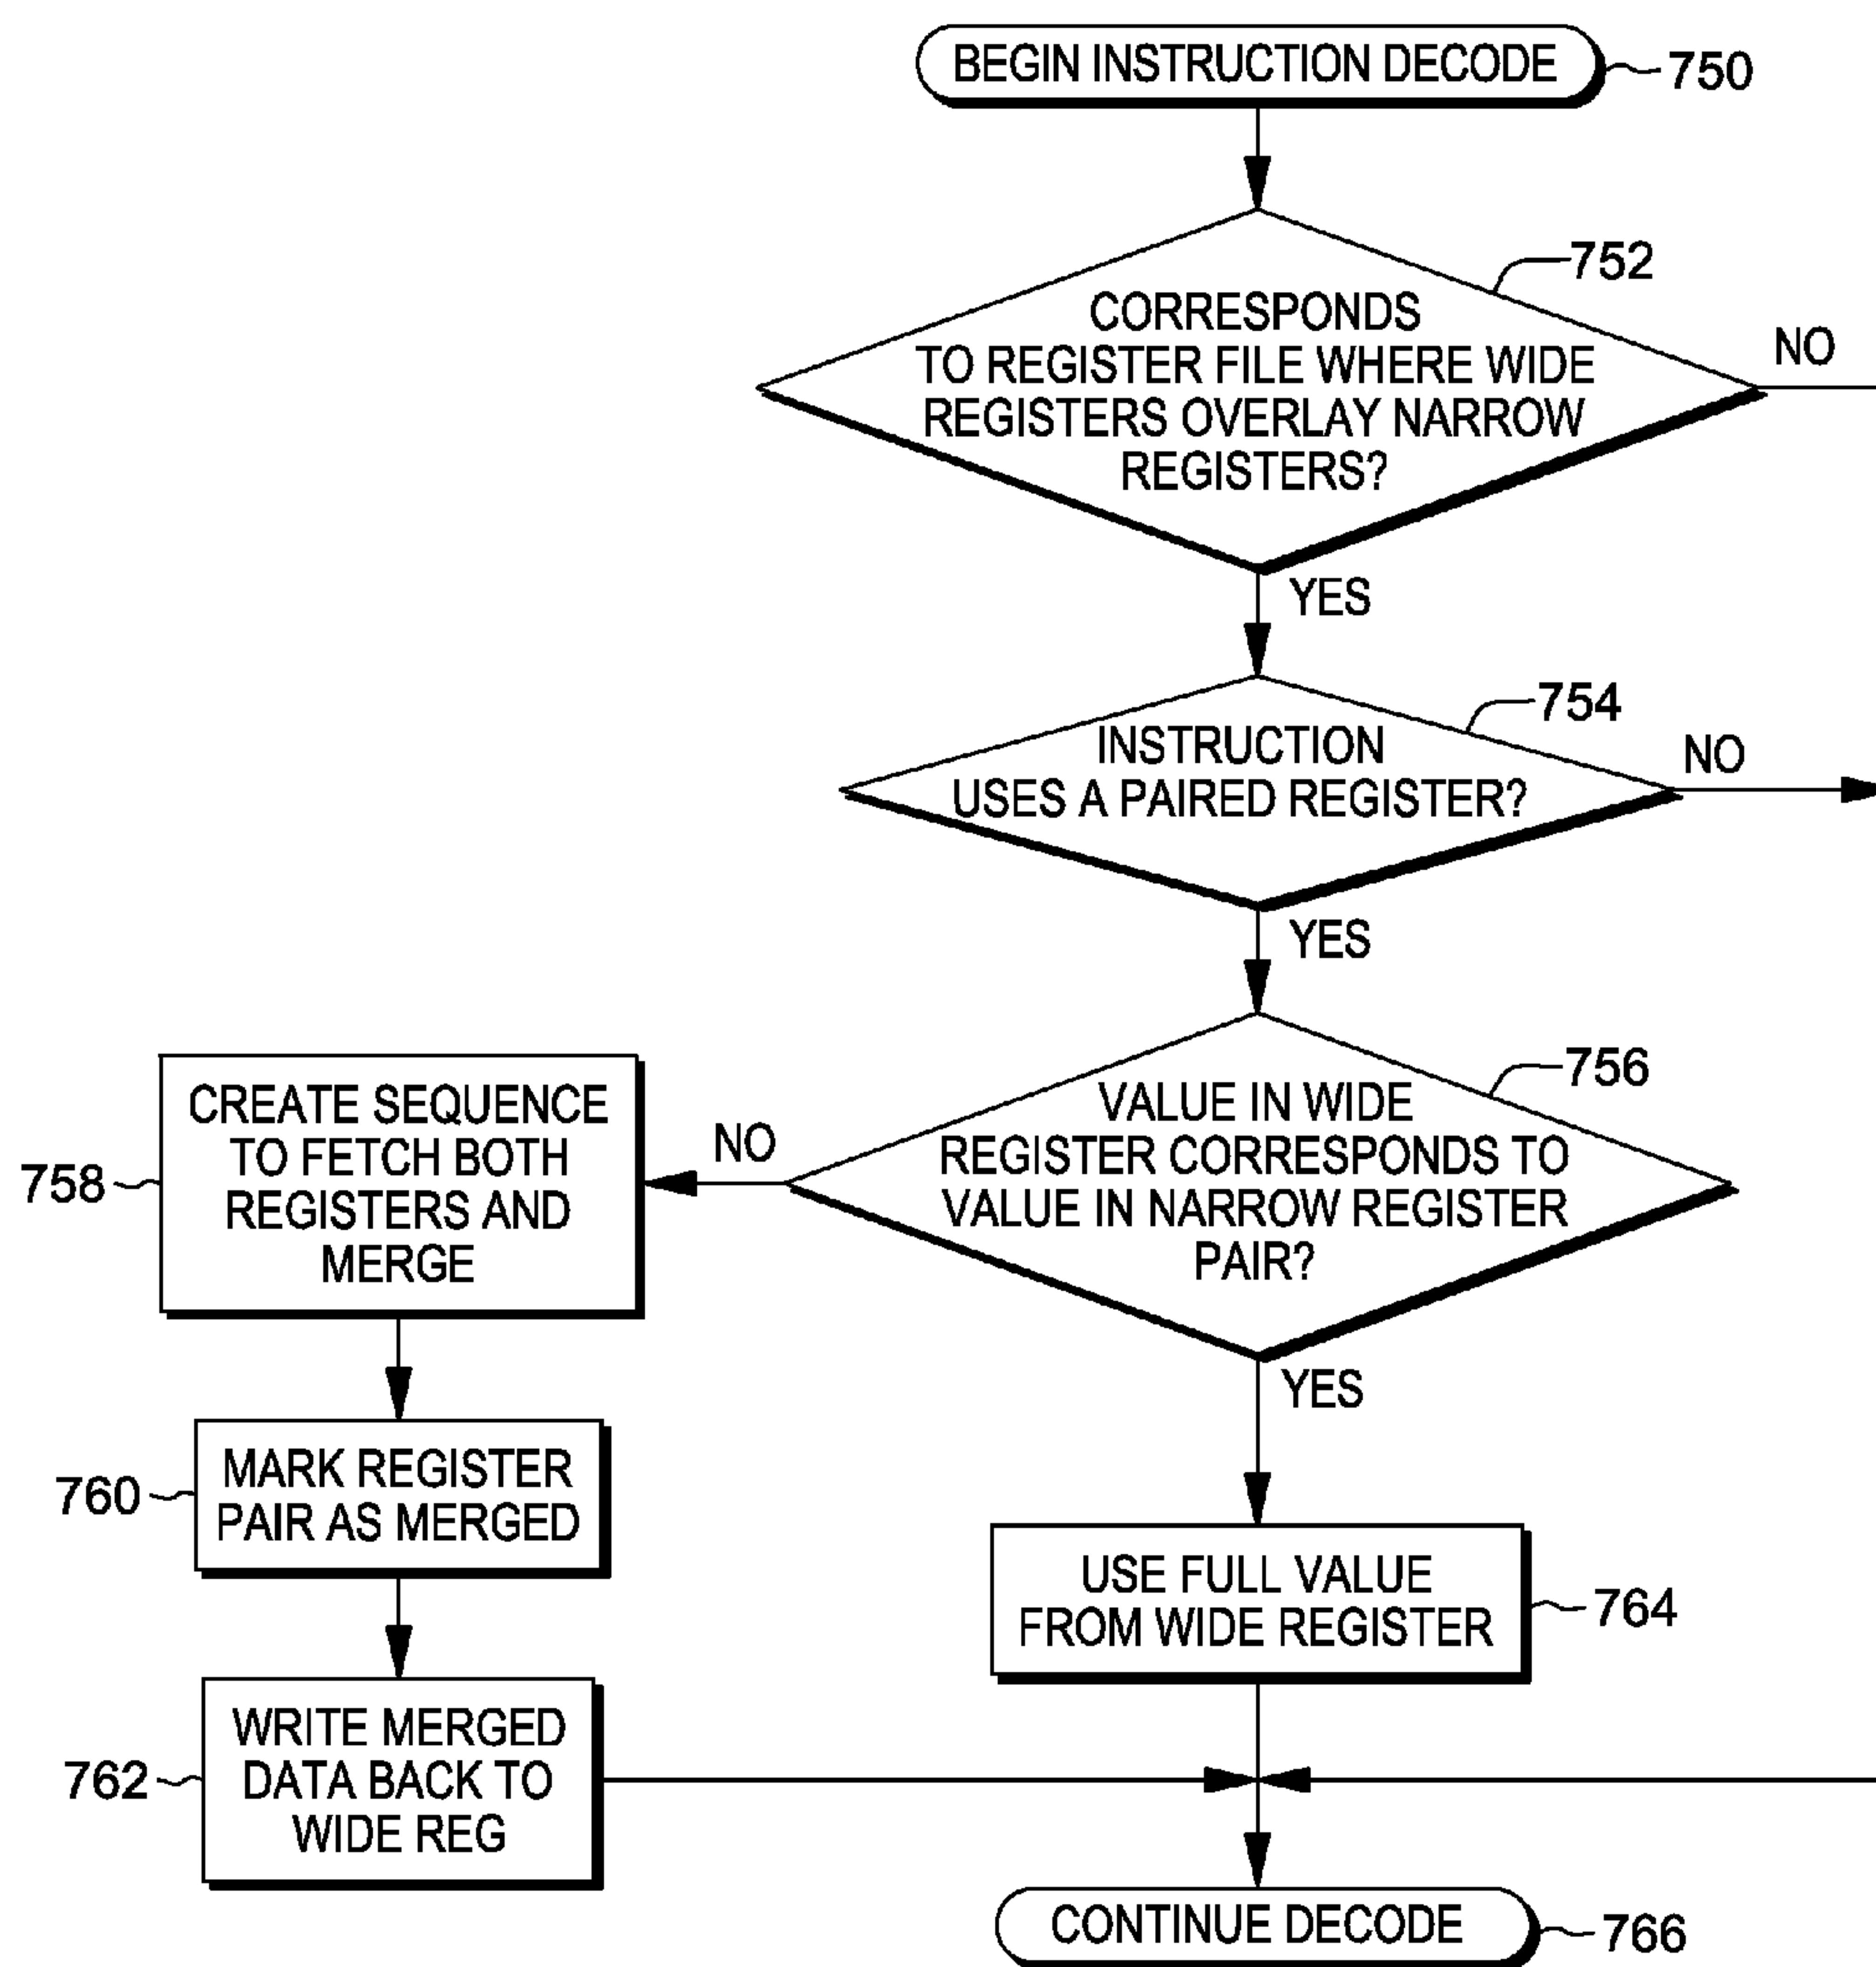 BEGIN INSTRUCTION DECODE
750
752
CORRESPONDS
TO REGISTER FILE WHERE WIDE
REGISTERS OVERLAY NARROW
REGISTERS?
NO
YES
754
INSTRUCTION
USES A PAIRED REGISTER?
NO
YES
756
VALUE IN WIDE
REGISTER CORRESPONDS TO
VALUE IN NARROW REGISTER
PAIR?
NO
YES
CREATE SEQUENCE
TO FETCH BOTH
REGISTERS AND
MERGE
758
MARK REGISTER
PAIR AS MERGED
760
WRITE MERGED
DATA BACK TO
WIDE REG
762
USE FULL VALUE
FROM WIDE REGISTER
764
CONTINUE DECODE
766